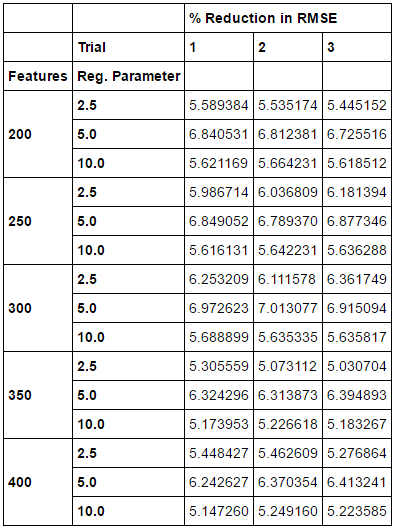 % Reduction in RMSE
Trial 1 2 3
Features Reg. Parameter
200 2.5 5.589384 5.535174 5.445152
5.0 6.840531 6.812381 6.725516
10.0 5.621169 5.664231 5.618512
250 2.5 5.986714 6.036809 6.181394
5.0 6.849052 6.789370 6.877346
10.0 5.616131 5.642231 5.636288
300 2.5 6.253209 6.111578 6.361749
5.0 6.972623 7.013077 6.915094
10.0 5.688899 5.635335 5.635817
350 2.5 5.305559 5.073112 5.030704
5.0 6.324296 6.313873 6.394893
10.0 5.173953 5.226618 5.183267
400 2.5 5.448427 5.462609 5.276864
5.0 6.242627 6.370354 6.413241
10.0 5.147260 5.249160 5.223585